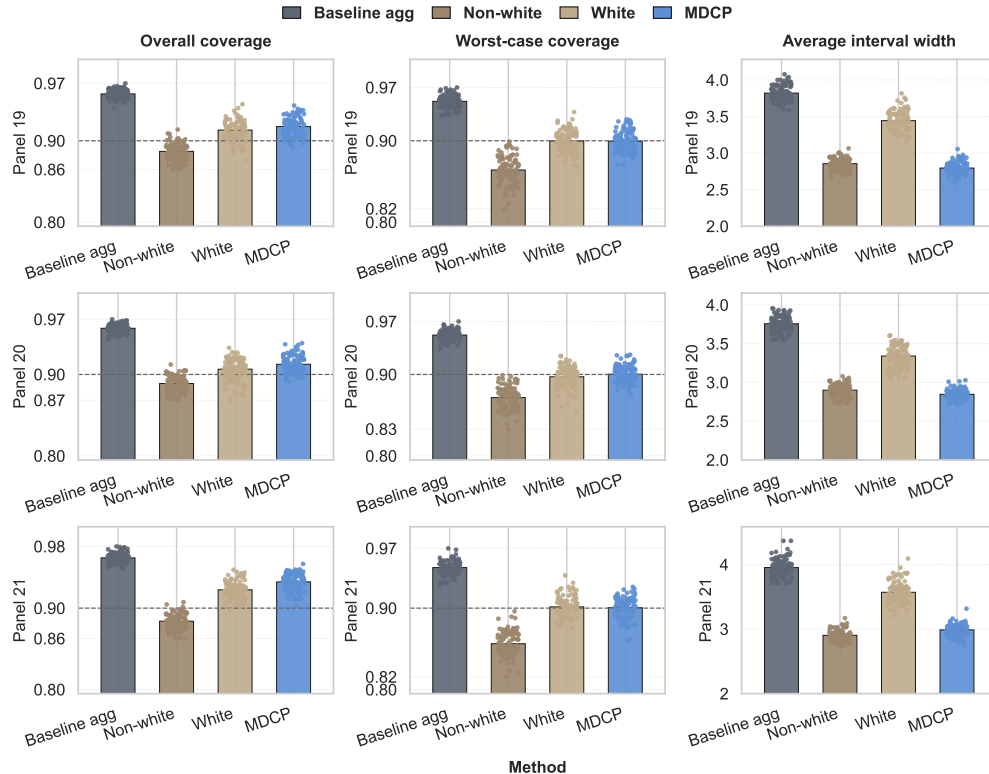 Baseline agg Non-white White MDCP
Overall coverage Worst-case coverage Average interval width
Panel 19
0.97
0.90
0.86
0.80
Baseline agg Non-white White MDCP
Panel 19
0.97
0.90
0.82
0.80
Baseline agg Non-white White MDCP
Panel 19
4.0
3.5
3.0
2.5
2.0
Baseline agg Non-white White MDCP
Panel 20
0.97
0.90
0.87
0.80
Baseline agg Non-white White MDCP
Panel 20
0.97
0.90
0.83
0.80
Baseline agg Non-white White MDCP
Panel 20
4.0
3.5
3.0
2.5
2.0
Baseline agg Non-white White MDCP
Panel 21
0.98
0.90
0.86
0.80
Baseline agg Non-white White MDCP
Panel 21
0.97
0.90
0.82
0.80
Baseline agg Non-white White MDCP
Panel 21
4
3
2
Baseline agg Non-white White MDCP
Method